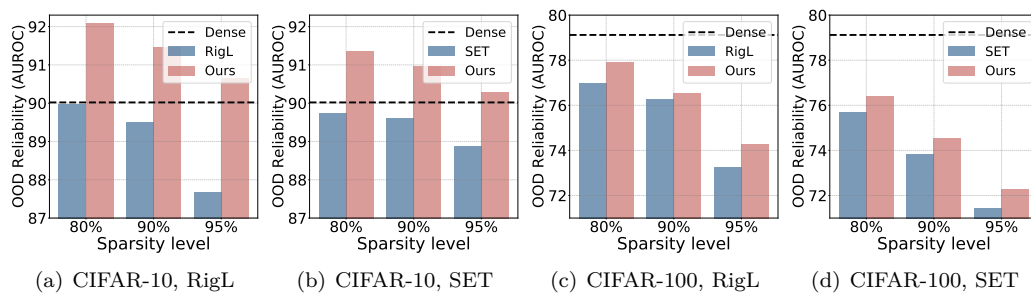 OOD Reliability (AUROC)
92
91
90
89
88
87
Dense
RigL
Ours
80% 90% 95%
Sparsity level
(a) CIFAR-10, RigL
OOD Reliability (AUROC)
92
91
90
89
88
87
Dense
SET
Ours
80% 90% 95%
Sparsity level
(b) CIFAR-10, SET
OOD Reliability (AUROC)
80
78
76
74
72
Dense
RigL
Ours
80% 90% 95%
Sparsity level
(c) CIFAR-100, RigL
OOD Reliability (AUROC)
80
78
76
74
72
Dense
SET
Ours
80% 90% 95%
Sparsity level
(d) CIFAR-100, SET